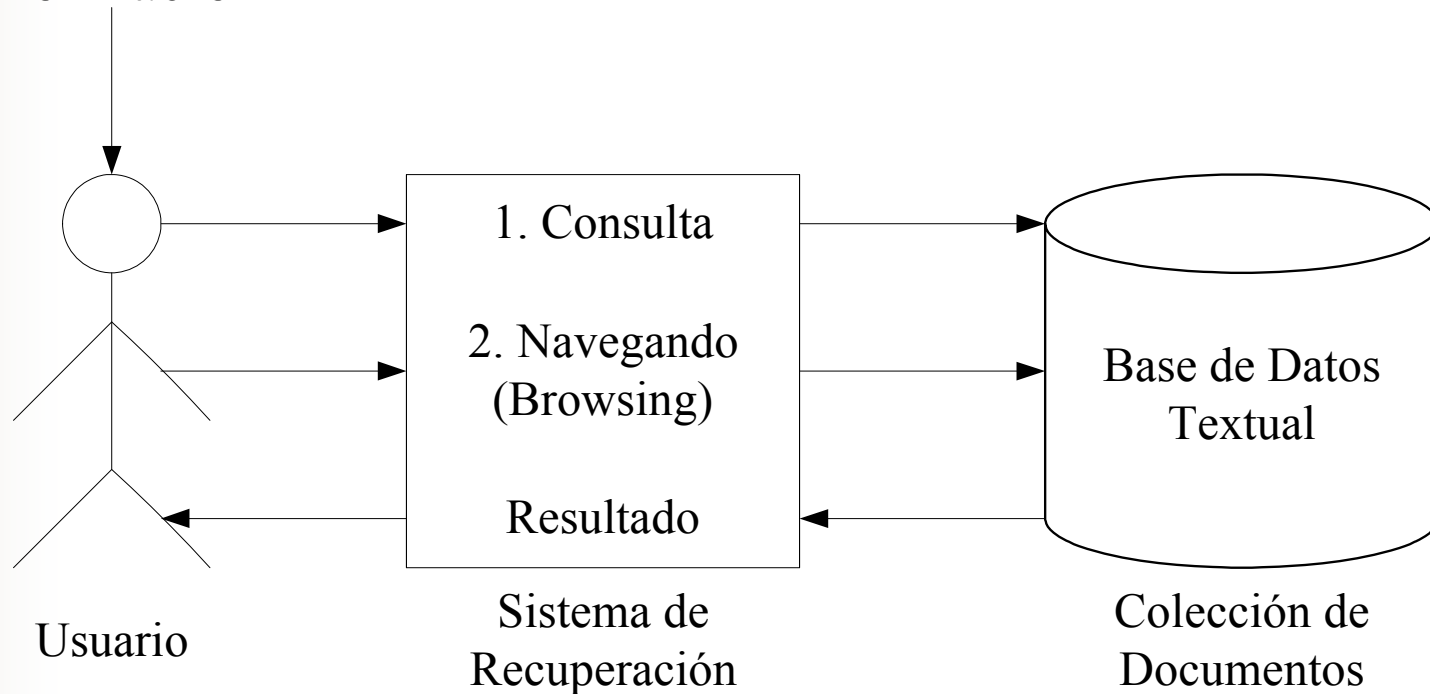 1. Consulta
2. Navegando
(Browsing)
Resultado
Base de Datos
Textual
Usuario
Sistema de
Recuperación
Colección de
Documentos